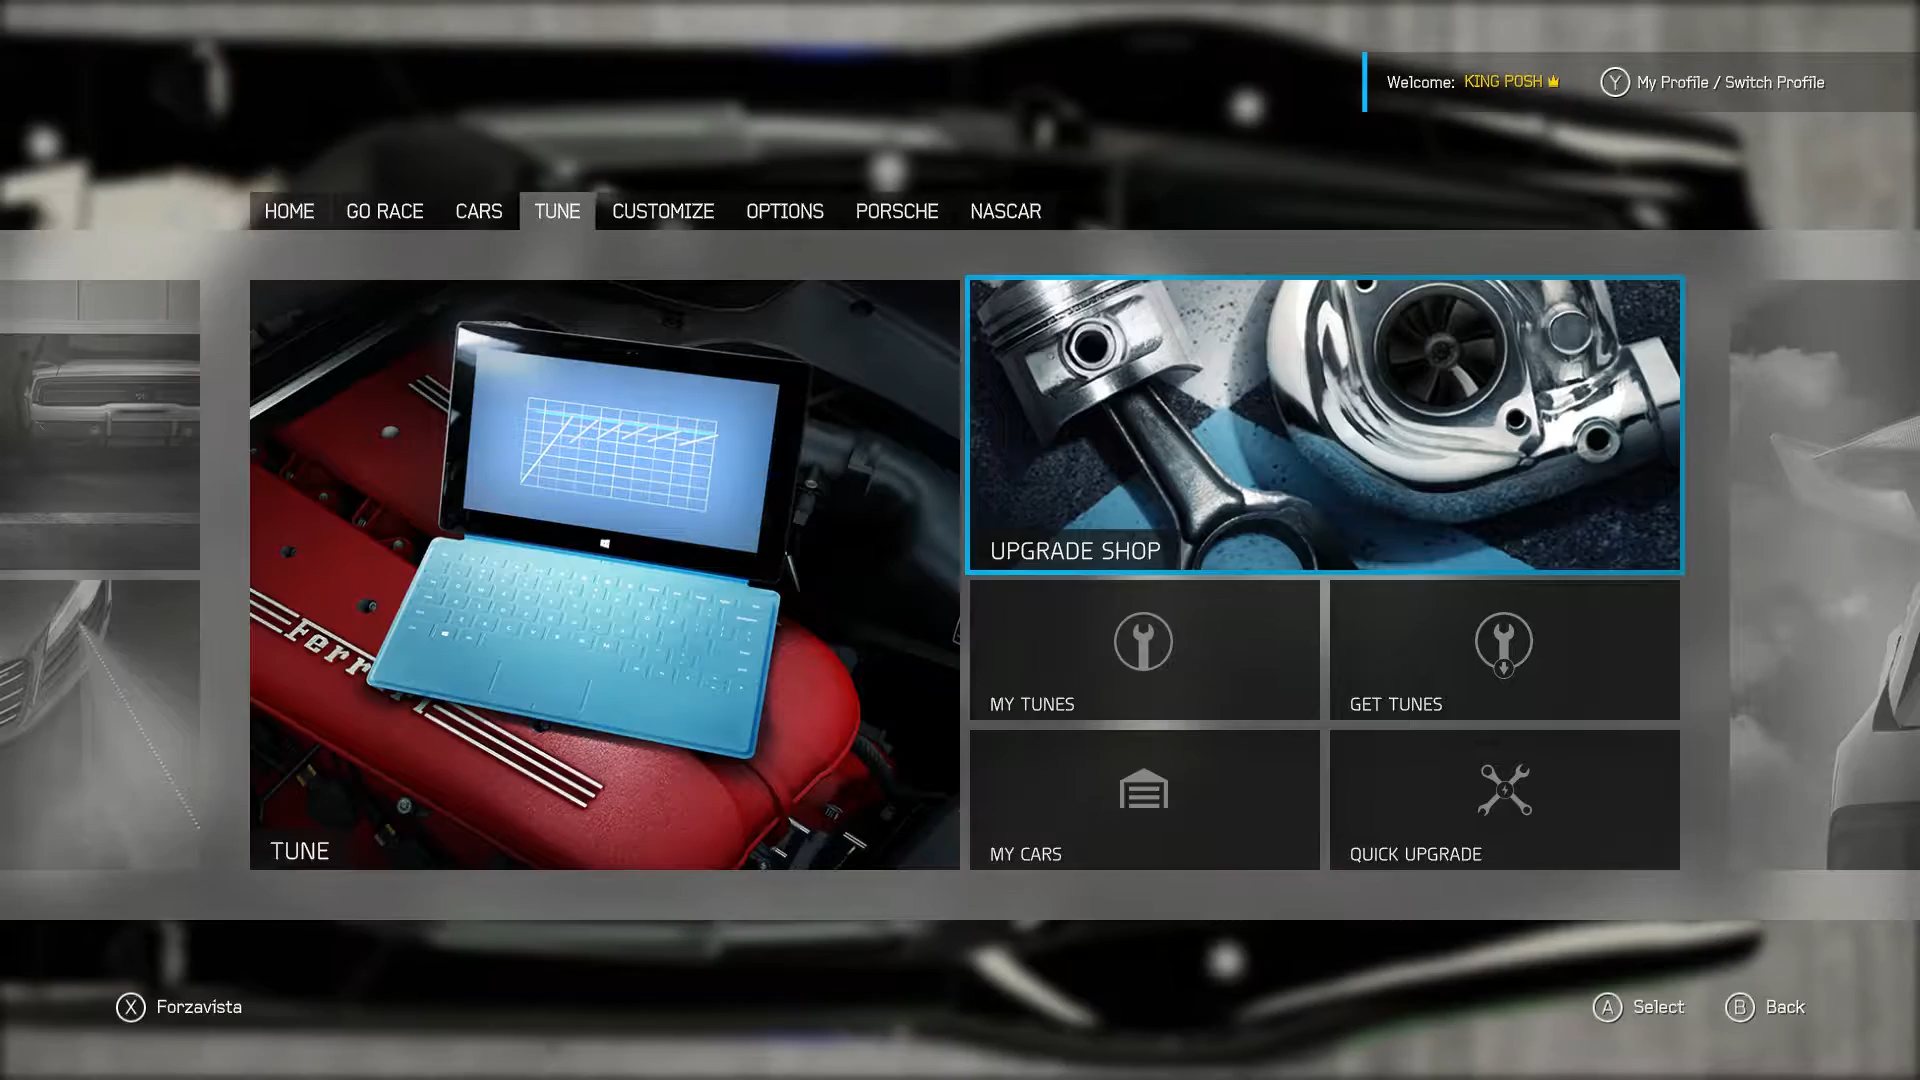 Welcome: KING POSH
Y My Profile / Switch Profile
HOME GO RACE CARS TUNE CUSTOMIZE OPTIONS PORSCHE NASCAR
TUNE
UPGRADE SHOP
MY TUNES
GET TUNES
MY CARS
QUICK UPGRADE
X Forzavista
A Select
B Back